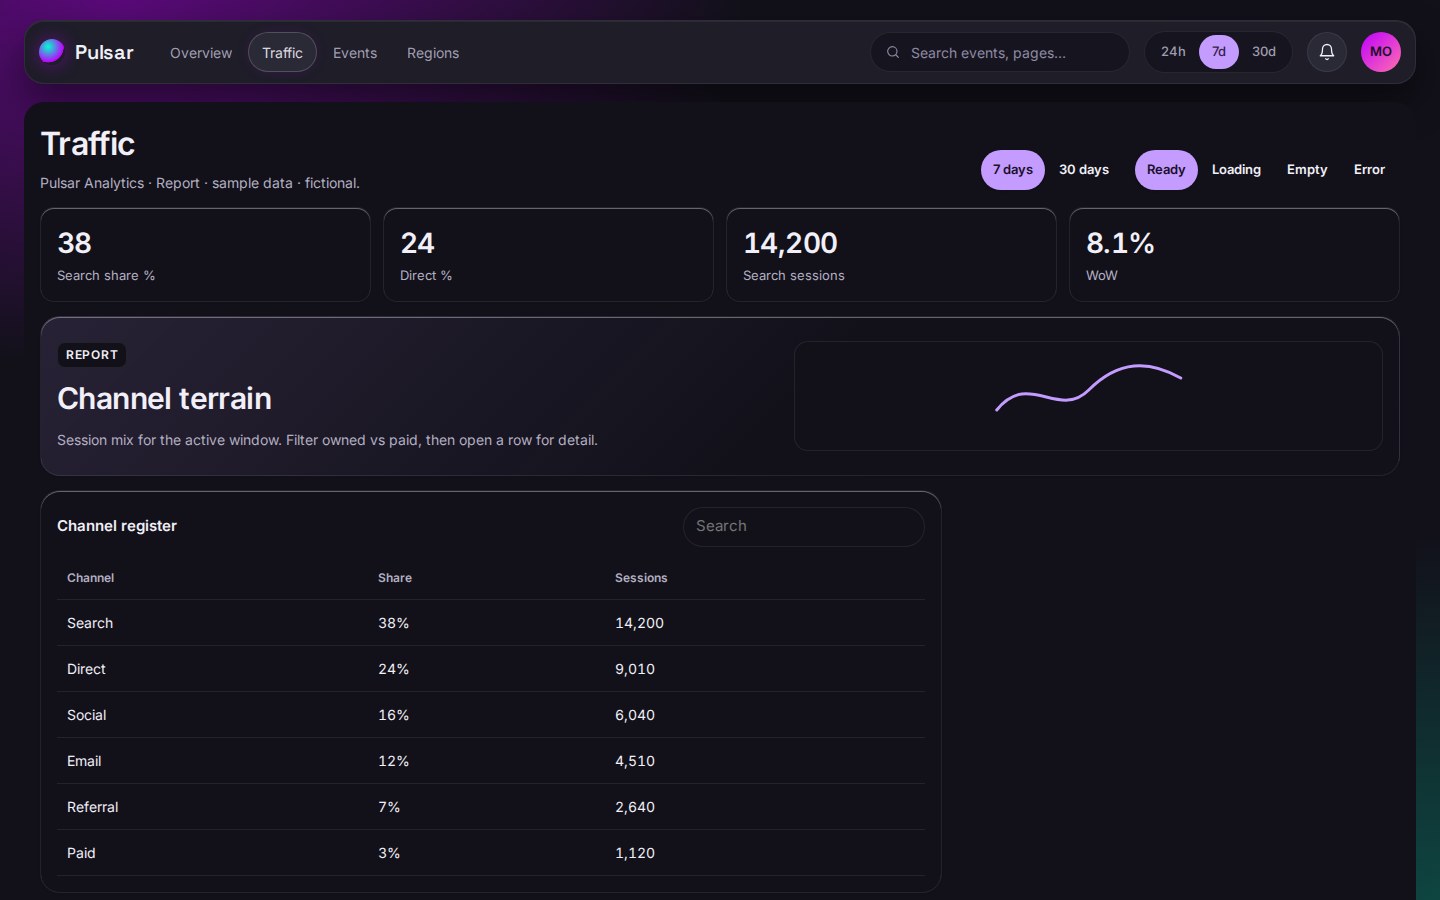 Pulsar
Overview
Traffic
Events
Regions
Search events, pages...
24h
7d
30d
MO
Traffic
Pulsar Analytics · Report · sample data · fictional.
7 days
30 days
Ready
Loading
Empty
Error
38
Search share %
24
Direct %
14,200
Search sessions
8.1%
WoW
REPORT
Channel terrain
Session mix for the active window. Filter owned vs paid, then open a row for detail.
Channel register
Search
Channel Share Sessions
Search 38% 14,200
Direct 24% 9,010
Social 16% 6,040
Email 12% 4,510
Referral 7% 2,640
Paid 3% 1,120